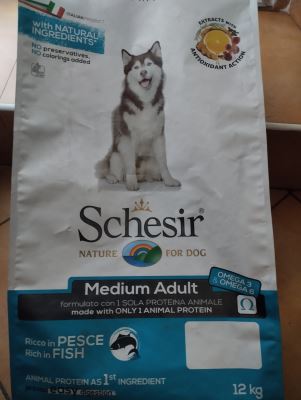 ITALIAN PRODUCT
with NATURAL
INGREDIENTS
NO preservatives,
NO colorings added
EXTRACTS WITH
ANTIOXIDANT ACTION
Schesir
NATURE FOR DOG
Medium Adult
OMEGA 3
& OMEGA 6
Ω
formulato con 1 SOLA PROTEINA ANIMALE
made with ONLY 1 ANIMAL PROTEIN
Ricco in PESCE
Rich in FISH
ANIMAL PROTEIN AS 1ST INGREDIENT
12 kg